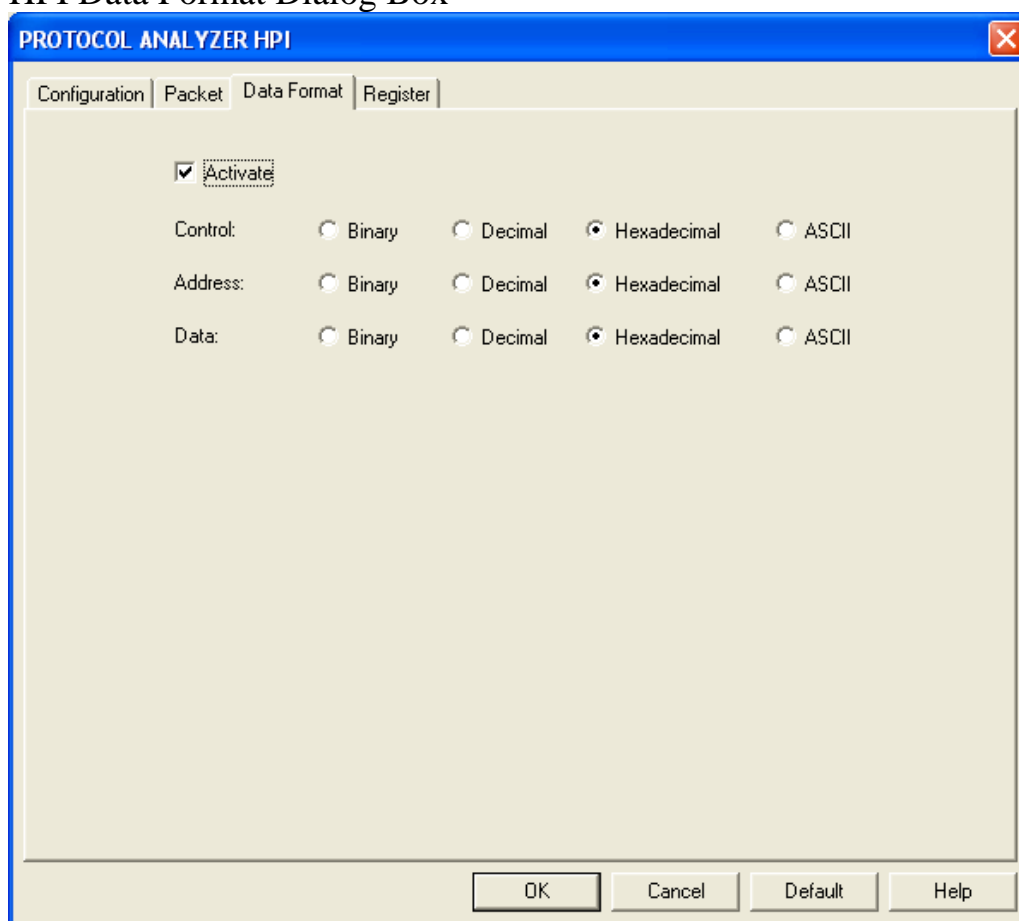 HPI Data Format Dialog Box
PROTOCOL ANALYZER HPI
Configuration Packet Data Format Register
Activate
Control: Binary Decimal Hexadecimal ASCII
Address: Binary Decimal Hexadecimal ASCII
Data: Binary Decimal Hexadecimal ASCII
OK Cancel Default Help